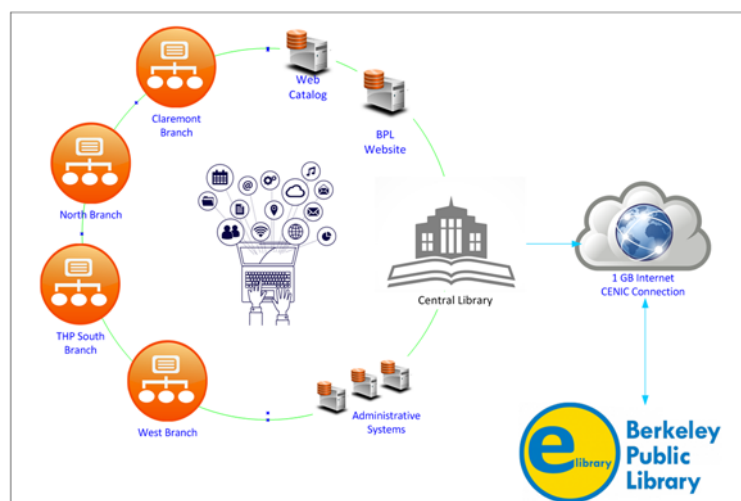 Claremont
Branch
Web
Catalog
BPL
Website
North Branch
@
Central Library
1 GB Internet
CENIC Connection
THP South
Branch
West Branch
Administrative
Systems
e
library
Berkeley
Public
Library